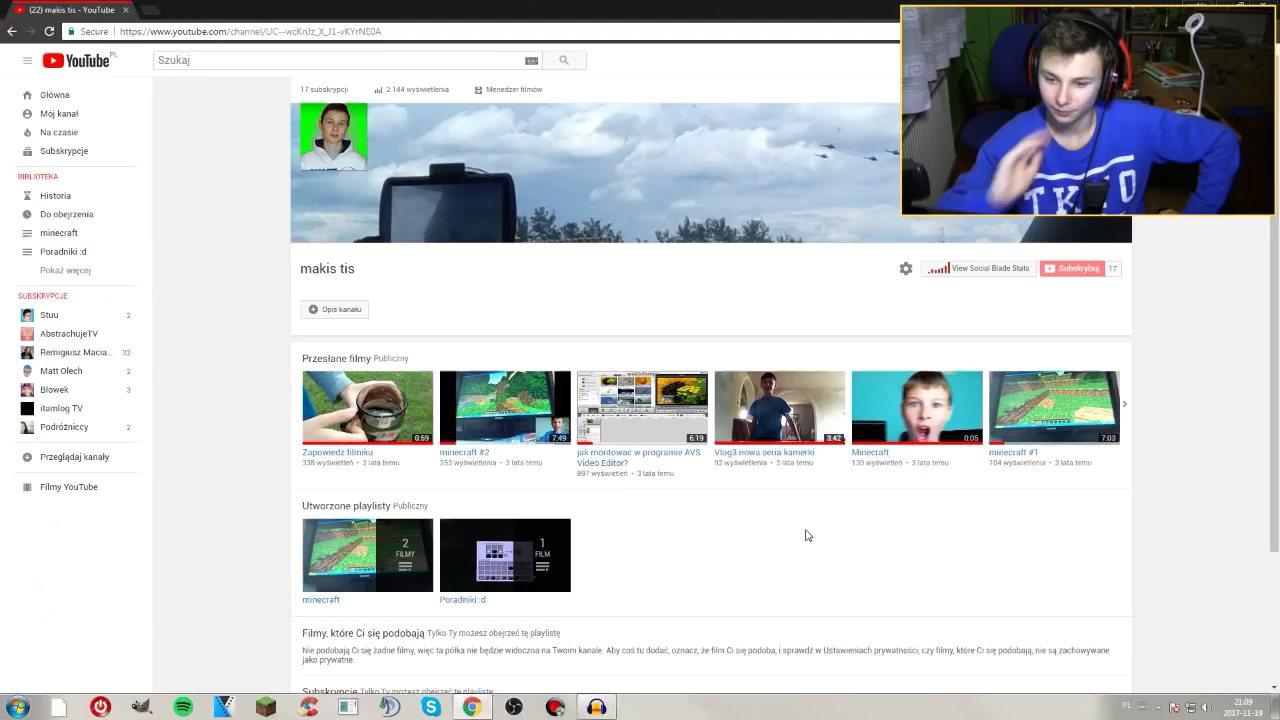 (22) makis tis - YouTube
Secure https://www.youtube.com/channel/UC--wcKnJz_X_J1-vKYrNE0A
YouTube PL
Szukaj
17 subskrypcji 2 144 wyświetlenia Menedżer filmów
Główna
Mój kanał
Na czasie
Subskrypcje
BIBLIOTEKA
Historia
Do obejrzenia
minecraft
Poradniki :d
Pokaż więcej
SUBSKRYPCJE
Stuu 2
AbstrachujeTV
Remigiusz Macia... 32
Matt Olech 2
Blowek 3
itamlog TV
Podróżniccy 2
Przeglądaj kanały
Filmy YouTube
makis tis
View Social Blade Stats
Subskrybuj 17
Opis kanału
Przesłane filmy Publiczny
0:59
7:49
6:19
3:42
0:05
7:03
Zapowiedz filmiku
338 wyświetleń • 3 lata temu
minecraft #2
253 wyświetlenia • 3 lata temu
jak montować w programie AVS
Video Editor?
897 wyświetleń • 3 lata temu
Vlog3 nowa seria kamerki
92 wyświetlenia • 3 lata temu
Minecraft
130 wyświetleń • 3 lata temu
minecraft #1
104 wyświetlenia • 3 lata temu
Utworzone playlisty Publiczny
2
FILMY
1
FILM
minecraft
Poradniki :d
Filmy, które Ci się podobają Tylko Ty możesz obejrzeć tę playlistę
Nie podobają Ci się żadne filmy, więc ta półka nie będzie widoczna na Twoim kanale. Aby coś tu dodać, oznacz, że film Ci się podoba, i sprawdź w Ustawieniach prywatności, czy filmy, które Ci się podobają, nie są zachowywane
jako prywatne.
Subskrypcje Tylko Ty możesz obejrzeć tę playlistę
PL
21:09
2017-11-19